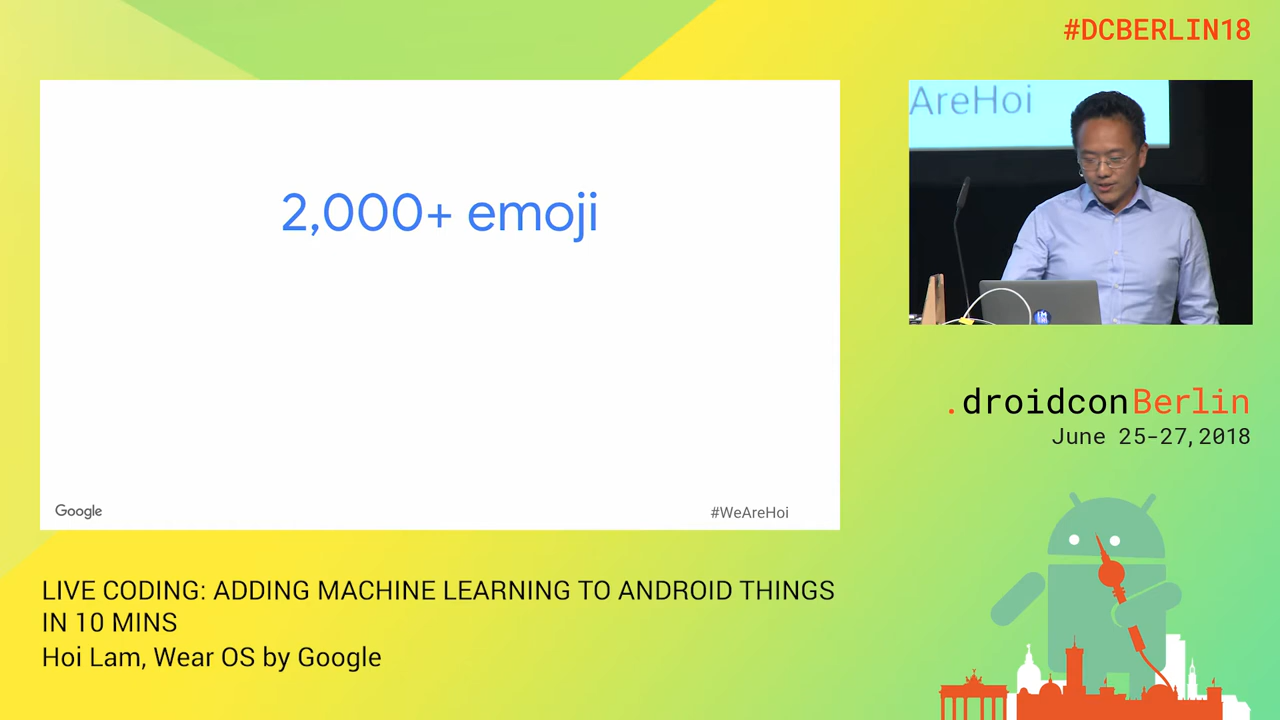 #DCBERLIN18
AreHoi
2,000+ emoji
Google
#WeAreHoi
.droidconBerlin
June 25-27, 2018
LIVE CODING: ADDING MACHINE LEARNING TO ANDROID THINGS
IN 10 MINS
Hoi Lam, Wear OS by Google